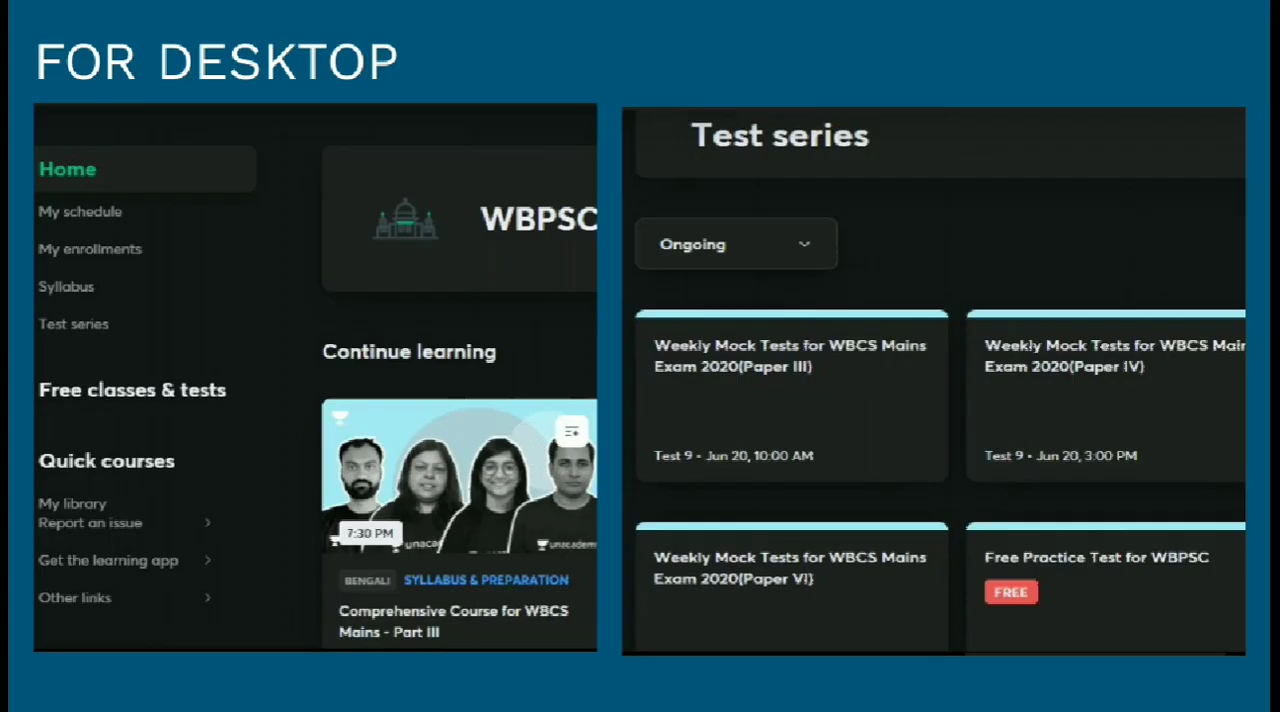 FOR DESKTOP
Home
My schedule
My enrollments
Syllabus
Test series
Free classes & tests
Quick courses
My library
Report an issue
Get the learning app
Other links
WBPSC
Continue learning
7:30 PM
unacademy
BENGALI SYLLABUS & PREPARATION
Comprehensive Course for WBCS
Mains - Part III
Test series
Ongoing
Weekly Mock Tests for WBCS Mains
Exam 2020(Paper III)
Test 9 • Jun 20, 10:00 AM
Weekly Mock Tests for WBCS Mair
Exam 2020(Paper IV)
Test 9 • Jun 20, 3:00 PM
Weekly Mock Tests for WBCS Mains
Exam 2020(Paper VI)
Free Practice Test for WBPSC
FREE